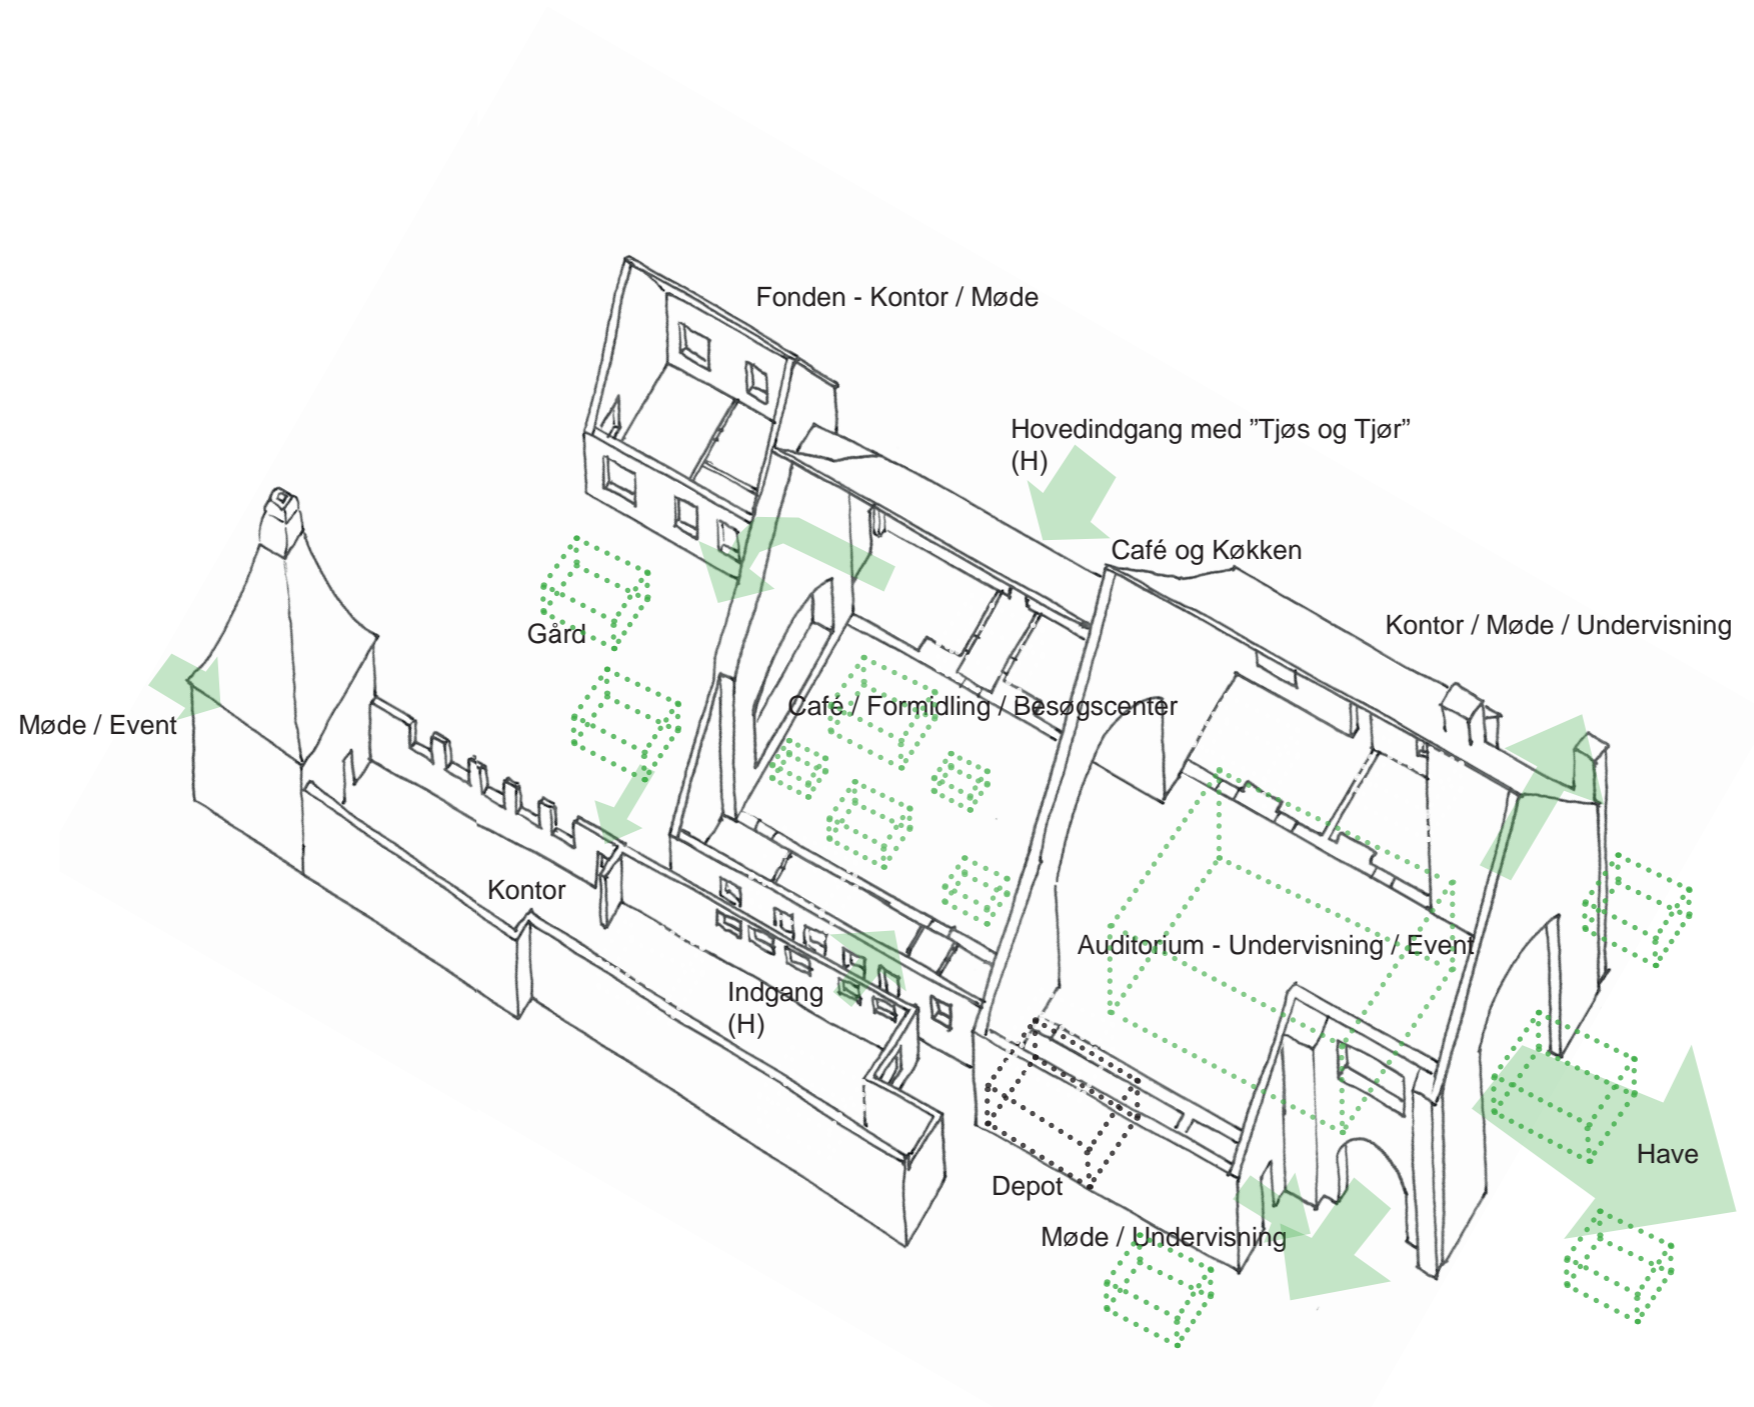 Fonden - Kontor / Møde
Hovedindgang med ”Tjøs og Tjør”
(H)
Café og Køkken
Kontor / Møde / Undervisning
Gård
Café / Formidling / Besøgscenter
Møde / Event
Kontor
Auditorium - Undervisning / Event
Indgang
(H)
Have
Depot
Møde / Undervisning